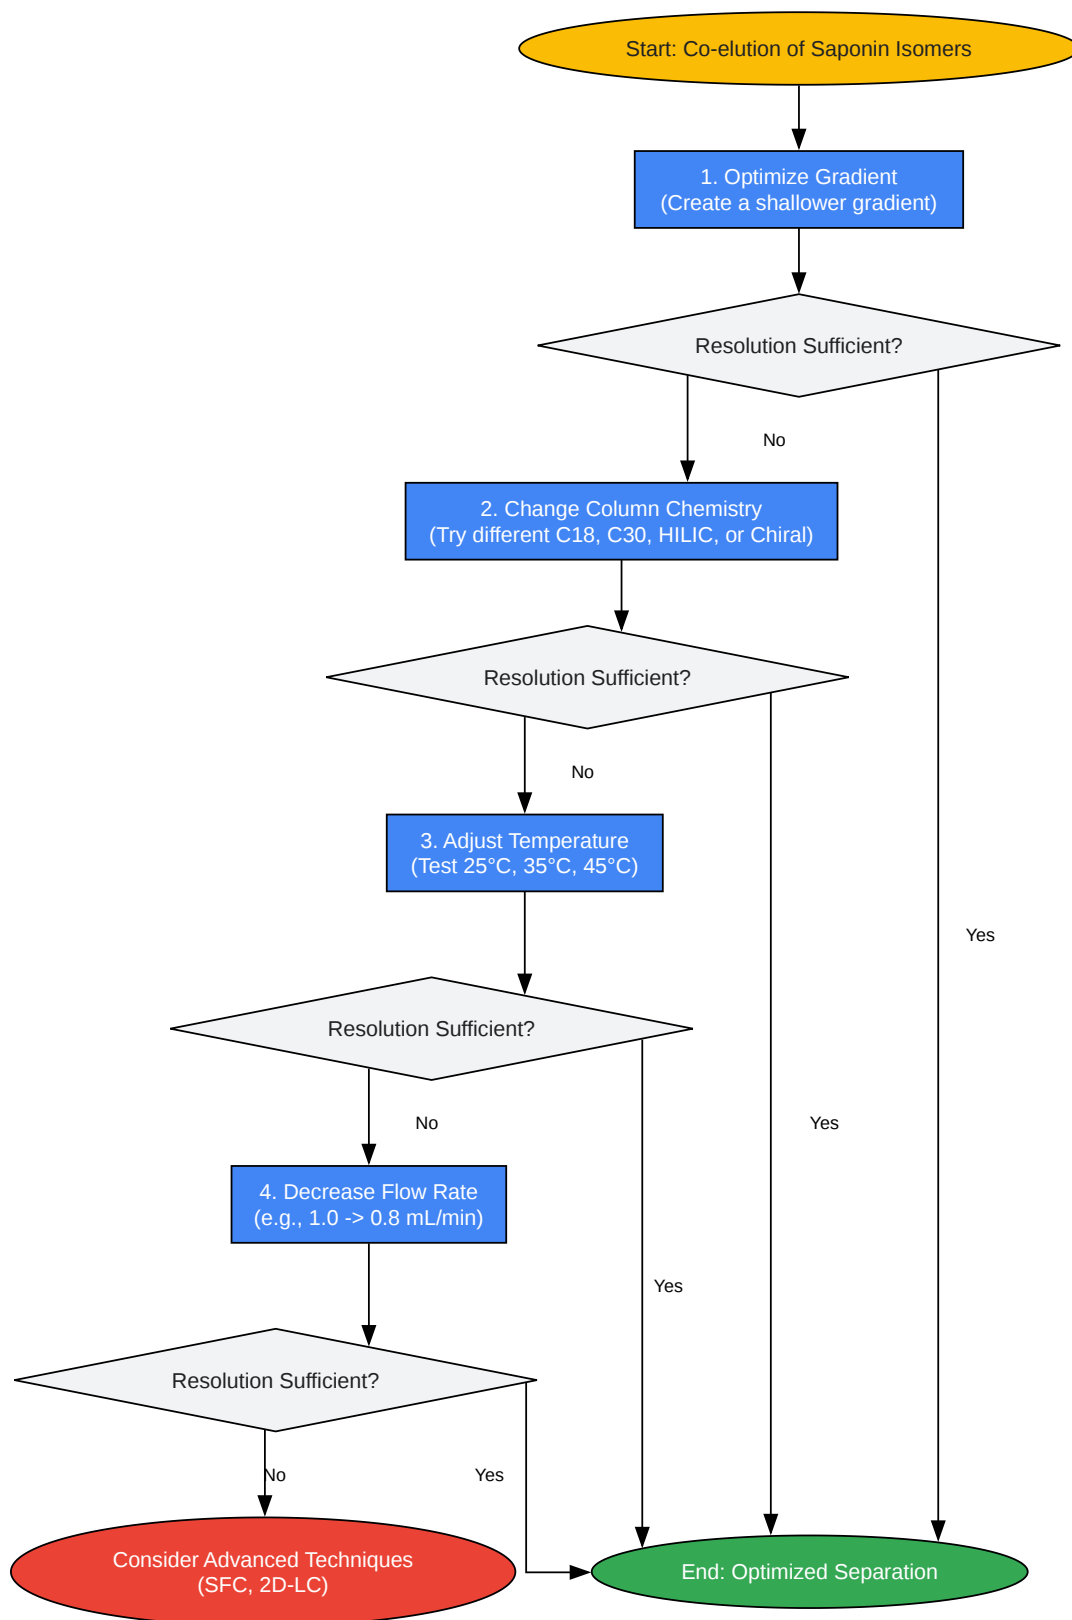 Start: Co-elution of Saponin Isomers
1. Optimize Gradient
(Create a shallower gradient)
Resolution Sufficient?
No
2. Change Column Chemistry
(Try different C18, C30, HILIC, or Chiral)
Resolution Sufficient?
No
3. Adjust Temperature
(Test 25°C, 35°C, 45°C)
Yes
Resolution Sufficient?
No
Yes
4. Decrease Flow Rate
(e.g., 1.0 -> 0.8 mL/min)
Yes
Resolution Sufficient?
No
Yes
Consider Advanced Techniques
(SFC, 2D-LC)
End: Optimized Separation